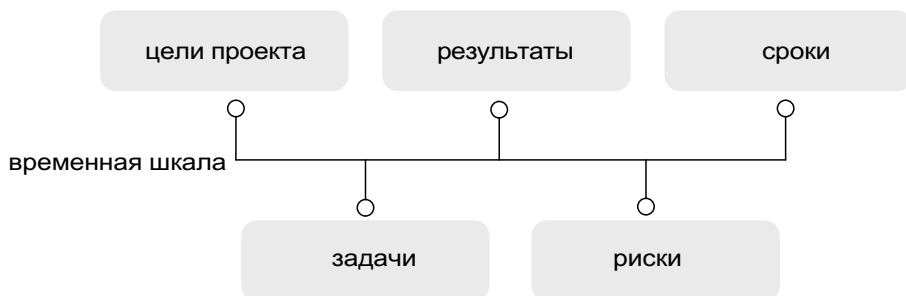 цели проекта
результаты
сроки
временная шкала
задачи
риски